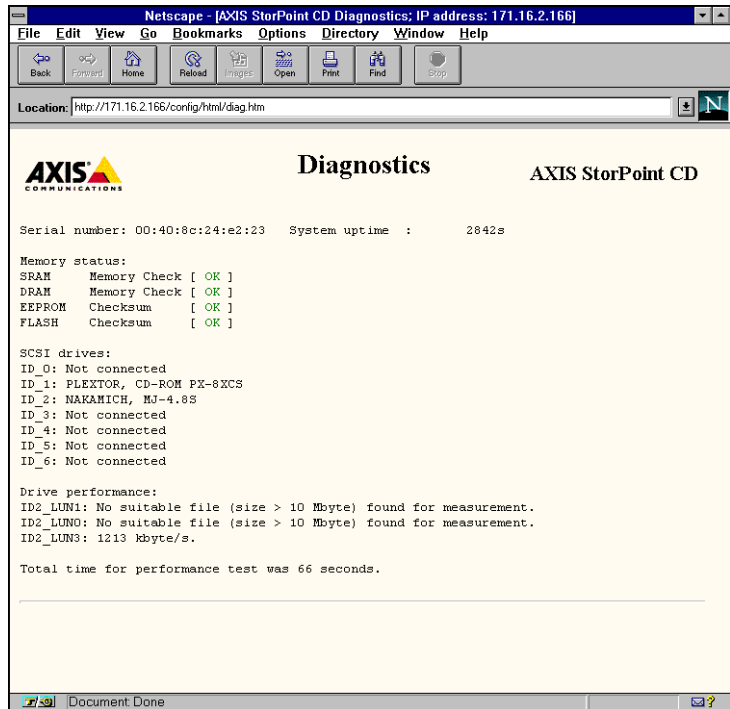 Netscape - [AXIS StorPoint CD Diagnostics; IP address: 171.16.2.166]
File Edit View Go Bookmarks Options Directory Window Help
Back Forward Home Reload Images Open Print Find Stop
Location: http://171.16.2.166/config/html/diag.htm
N
AXIS
COMMUNICATIONS
Diagnostics
AXIS StorPoint CD
Serial number: 00:40:8c:24:e2:23 System uptime : 2842s
Memory status:
SRAM Memory Check [ OK ]
DRAM Memory Check [ OK ]
EEPROM Checksum [ OK ]
FLASH Checksum [ OK ]
SCSI drives:
ID_0: Not connected
ID_1: PLEXTOR, CD-ROM PX-8XCS
ID_2: NAKAMICH, MJ-4.8S
ID_3: Not connected
ID_4: Not connected
ID_5: Not connected
ID_6: Not connected
Drive performance:
ID2_LUN1: No suitable file (size > 10 Mbyte) found for measurement.
ID2_LUN0: No suitable file (size > 10 Mbyte) found for measurement.
ID2_LUN3: 1213 kbyte/s.
Total time for performance test was 66 seconds.
Document: Done